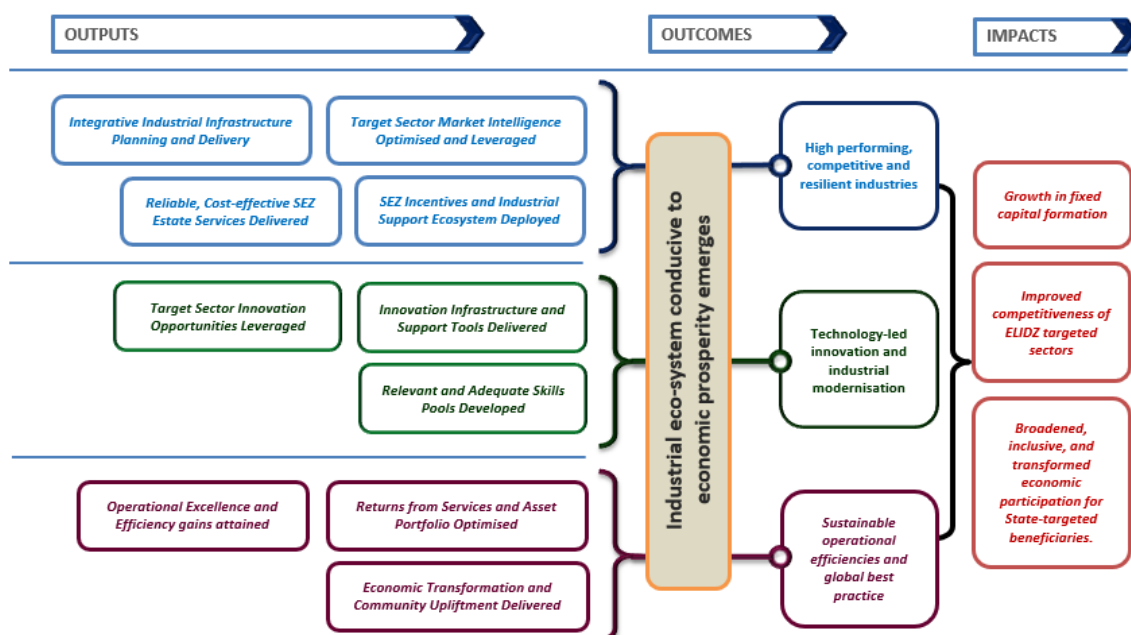 OUTPUTS
OUTCOMES
IMPACTS
Integrative Industrial Infrastructure
Planning and Delivery
Target Sector Market Intelligence
Optimised and Leveraged
Reliable, Cost-effective SEZ
Estate Services Delivered
SEZ Incentives and Industrial
Support Ecosystem Deployed
Target Sector Innovation
Opportunities Leveraged
Innovation Infrastructure and
Support Tools Delivered
Relevant and Adequate Skills
Pools Developed
Operational Excellence and
Efficiency gains attained
Returns from Services and Asset
Portfolio Optimised
Economic Transformation and
Community Upliftment Delivered
Industrial eco-system conducive to
economic prosperity emerges
High performing,
competitive and
resilient industries
Technology-led
innovation and
industrial
modernisation
Sustainable
operational
efficiencies and
global best
practice
Growth in fixed
capital formation
Improved
competitiveness of
ELIDZ targeted
sectors
Broadened,
inclusive, and
transformed
economic
participation for
State-targeted
beneficiaries.